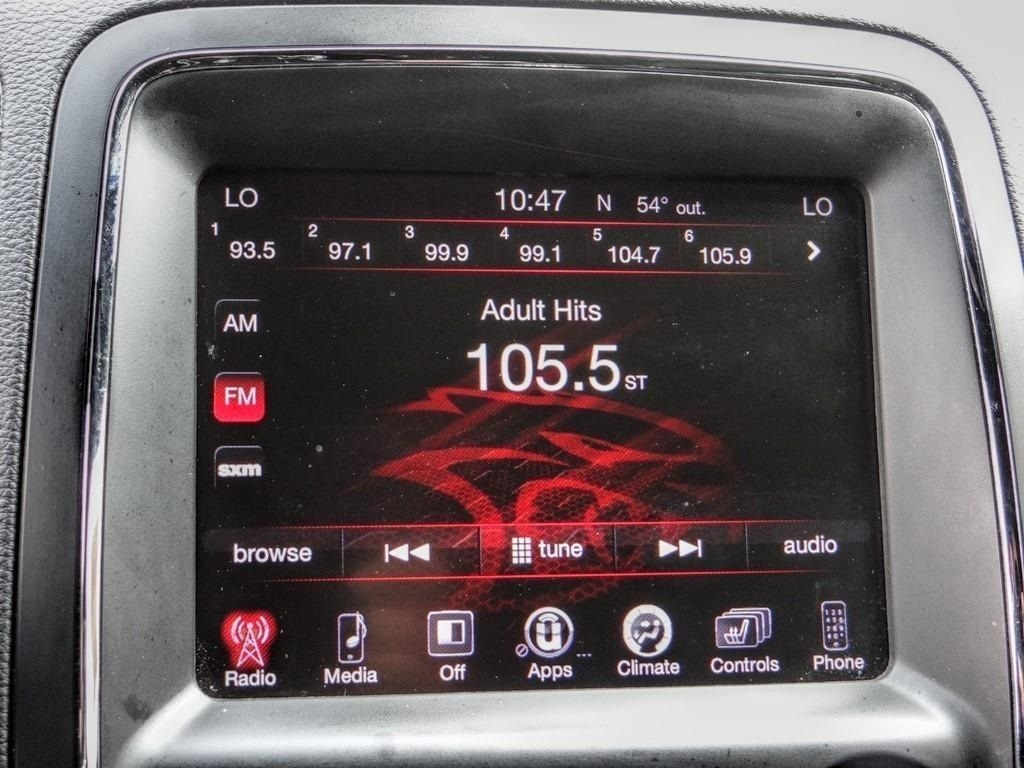 LO 10:47 N 54° out. LO
1 93.5 2 97.1 3 99.9 4 99.1 5 104.7 6 105.9
AM
Adult Hits
105.5 ST
FM
sxm
browse tune audio
Radio Media Off Apps ... Climate Controls Phone